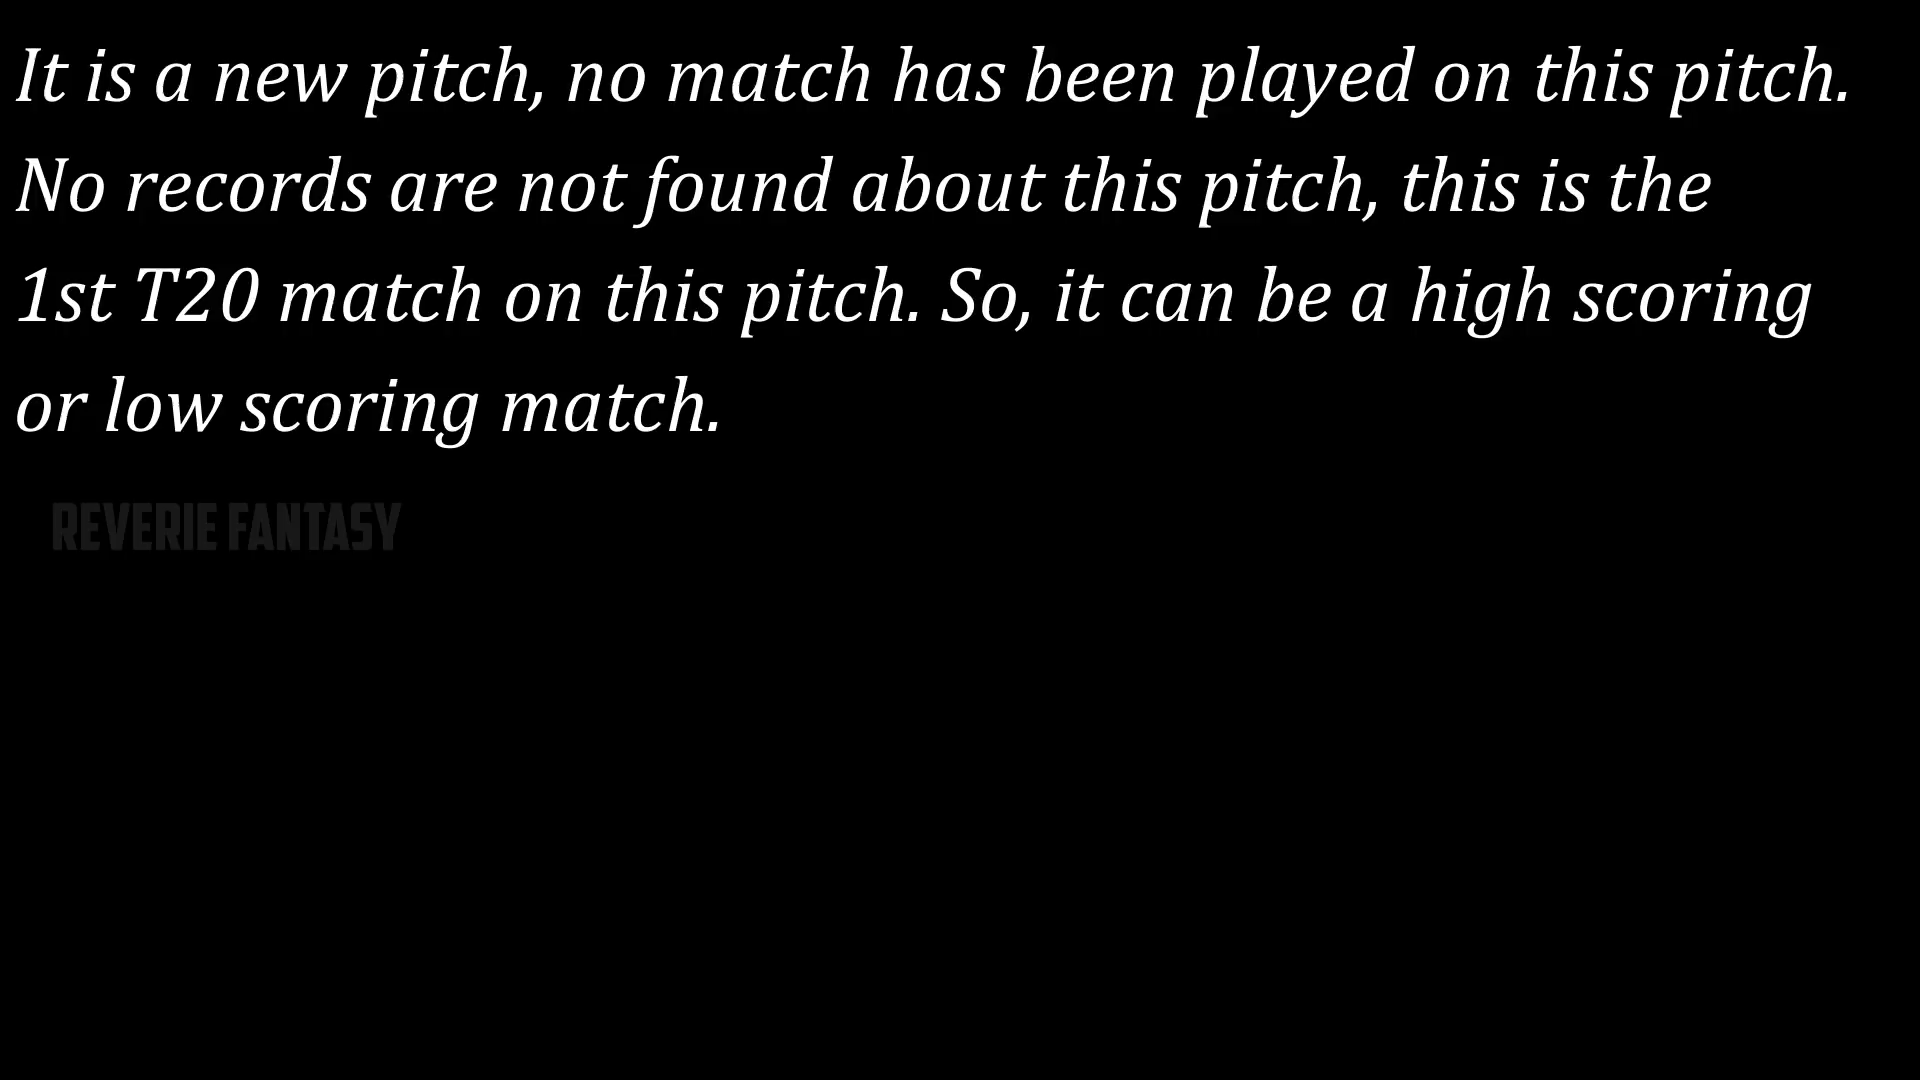 It is a new pitch, no match has been played on this pitch.
No records are not found about this pitch, this is the
1st T20 match on this pitch. So, it can be a high scoring
or low scoring match.
REVERIE FANTASY